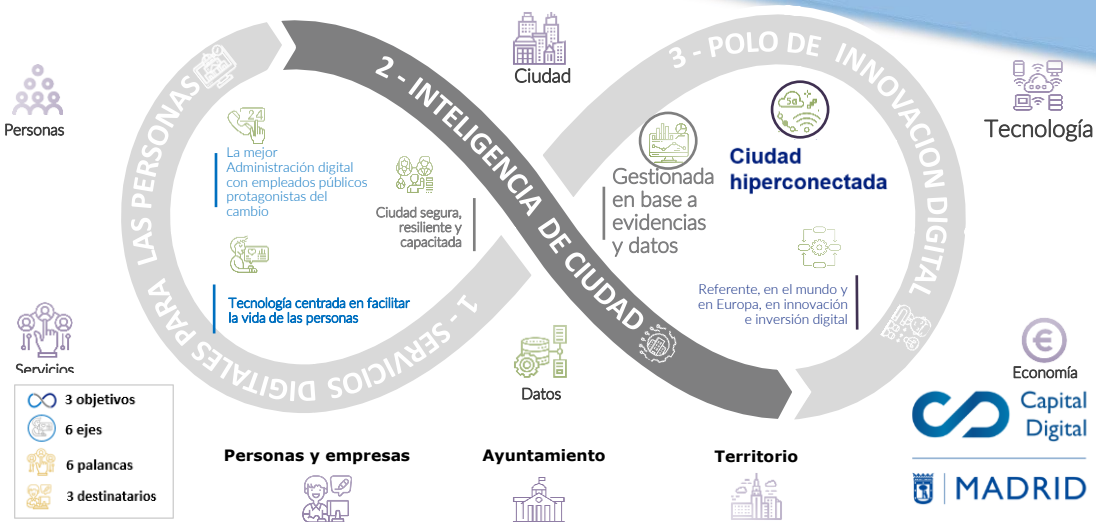 Ciudad
Personas
Tecnología
1 - SERVICIOS DIGITALES PARA LAS PERSONAS
2 - INTELIGENCIA DE CIUDAD
3 - POLO DE INNOVACION DIGITAL
24
La mejor
Administración digital
con empleados públicos
protagonistas del
cambio
Ciudad segura,
resiliente y
capacitada
Tecnología centrada en facilitar
la vida de las personas
Gestionada
en base a
evidencias
y datos
5G
Ciudad
hiperconectada
Referente, en el mundo y
en Europa, en innovación
e inversión digital
Servicios
Datos
€
Economía
3 objetivos
6 ejes
6 palancas
3 destinatarios
Personas y empresas
Ayuntamiento
Territorio
Capital
Digital
MADRID